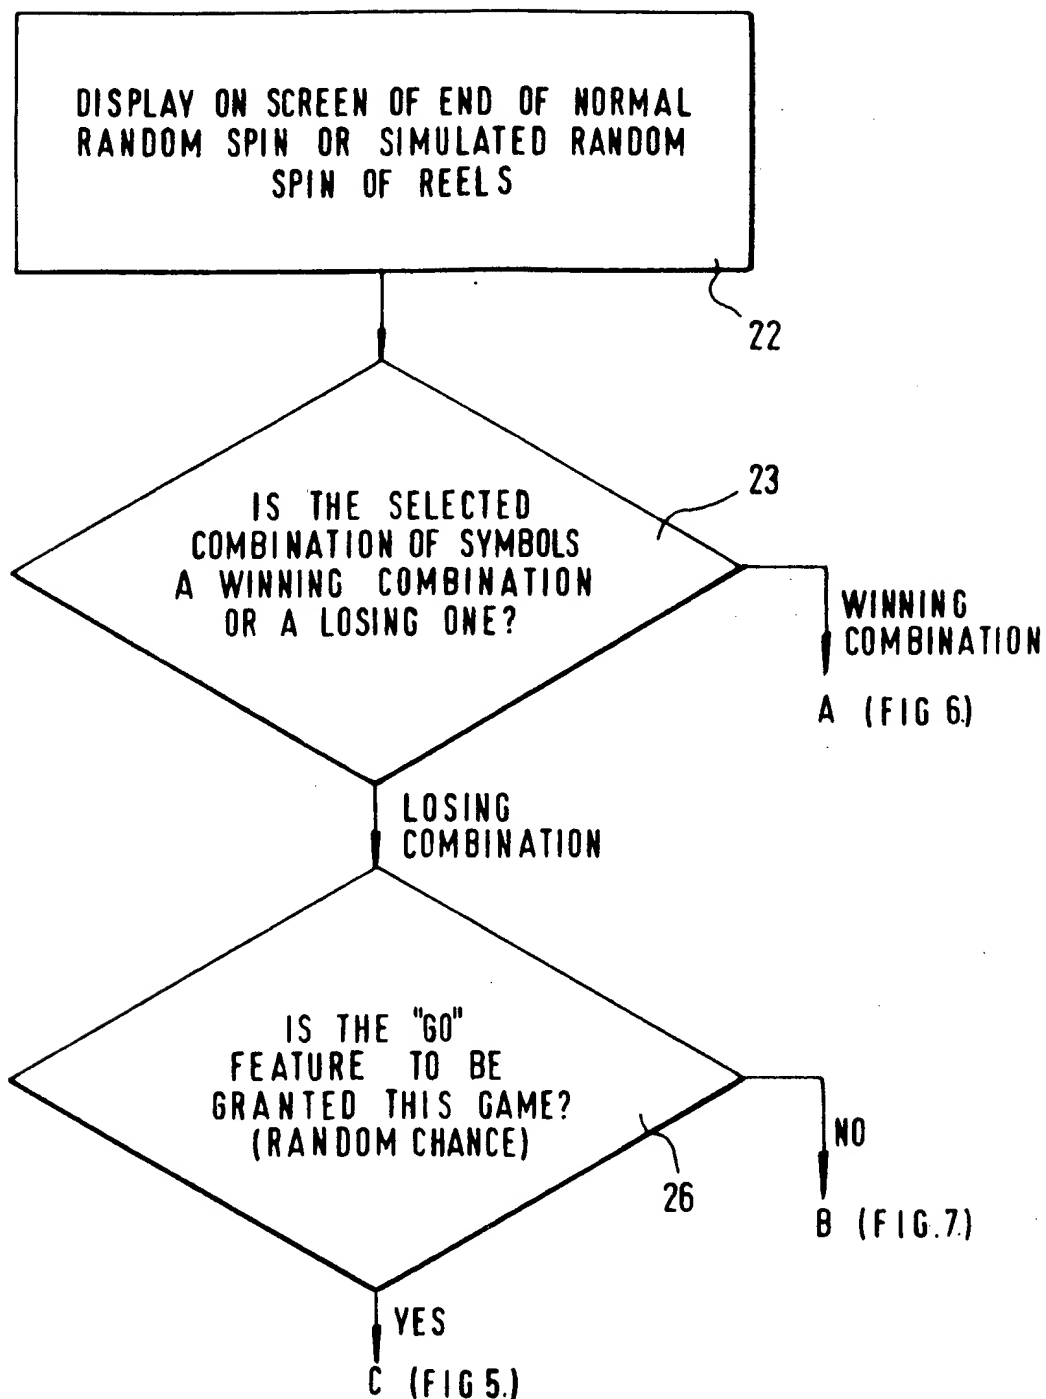 DISPLAY ON SCREEN OF END OF NORMAL
RANDOM SPIN OR SIMULATED RANDOM
SPIN OF REELS
22
IS THE SELECTED
COMBINATION OF SYMBOLS
A WINNING COMBINATION
OR A LOSING ONE?
23
WINNING
COMBINATION
A (FIG 6.)
LOSING
COMBINATION
IS THE "GO"
FEATURE TO BE
GRANTED THIS GAME?
(RANDOM CHANCE)
26
NO
B (FIG.7.)
YES
C (FIG 5.)